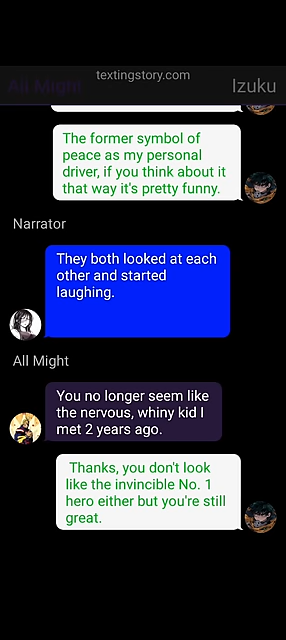 textingstory.com
All Might
Izuku
The former symbol of
peace as my personal
driver, if you think about it
that way it's pretty funny.
Narrator
They both looked at each
other and started
laughing.
All Might
You no longer seem like
the nervous, whiny kid I
met 2 years ago.
Thanks, you don't look
like the invincible No. 1
hero either but you're still
great.